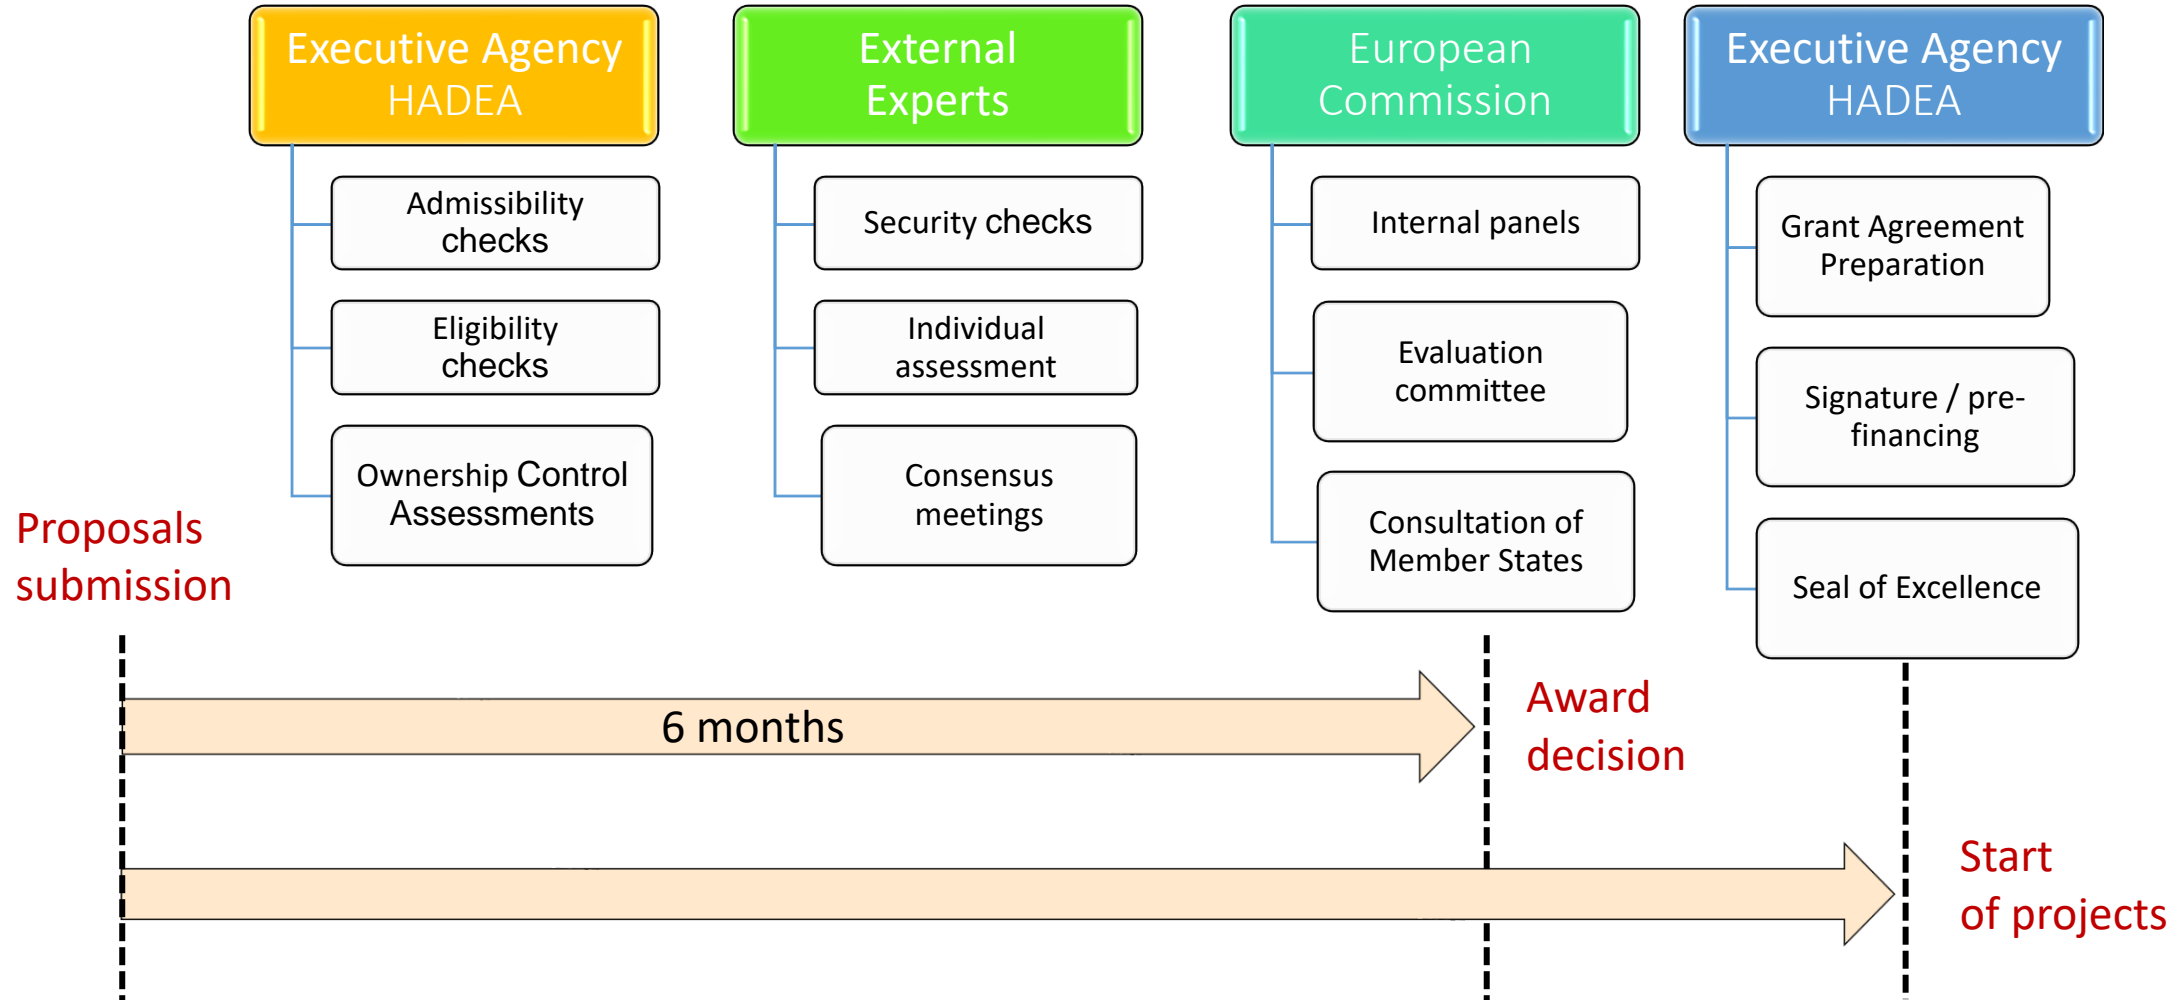 Executive Agency
HADEA
Admissibility
checks
Eligibility
checks
Ownership Control
Assessments
External
Experts
Security checks
Individual
assessment
Consensus
meetings
European
Commission
Internal panels
Evaluation
committee
Consultation of
Member States
Executive Agency
HADEA
Grant Agreement
Preparation
Signature / pre-
financing
Seal of Excellence
Proposals
submission
6 months
Award
decision
Start
of projects